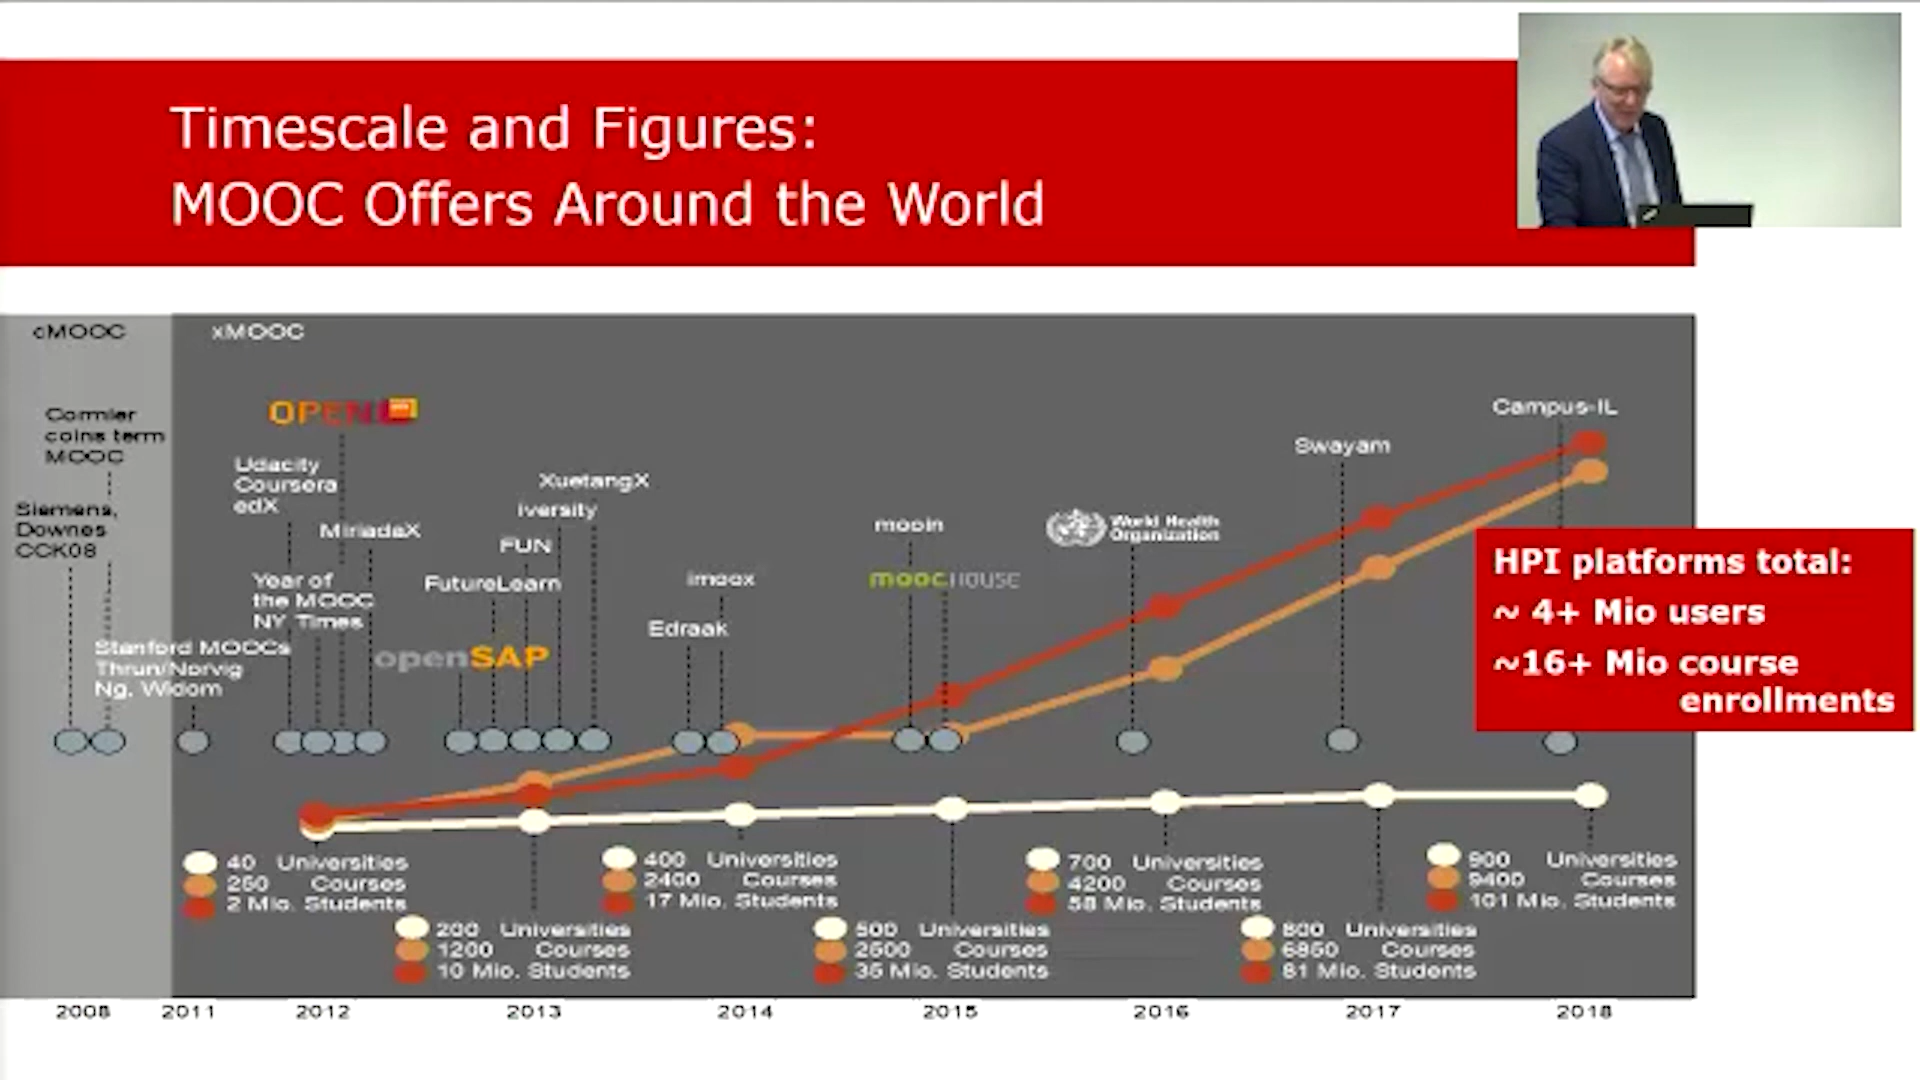 Timescale and Figures:
MOOC Offers Around the World
cMOOC
xMOOC
Cormier
coins term
MOOC
Siemens,
Downes
CCK08
Stanford MOOCs
Thrun/Norvig
Ng, Widom
OPEN
Udacity
Coursera
edX
MiriadaX
Year of
the MOOC
NY Times
XuetangX
iversity
FUN
FutureLearn
openSAP
imoox
Edraak
mooin
mooc HOUSE
World Health
Organization
Swayam
Campus-IL
HPI platforms total:
~ 4+ Mio users
~16+ Mio course
enrollments
40 Universities
250 Courses
2 Mio. Students
200 Universities
1200 Courses
10 Mio. Students
400 Universities
2400 Courses
17 Mio. Students
500 Universities
2500 Courses
35 Mio. Students
700 Universities
4200 Courses
58 Mio. Students
800 Universities
6850 Courses
81 Mio. Students
900 Universities
9400 Courses
101 Mio. Students
2008 2011 2012 2013 2014 2015 2016 2017 2018